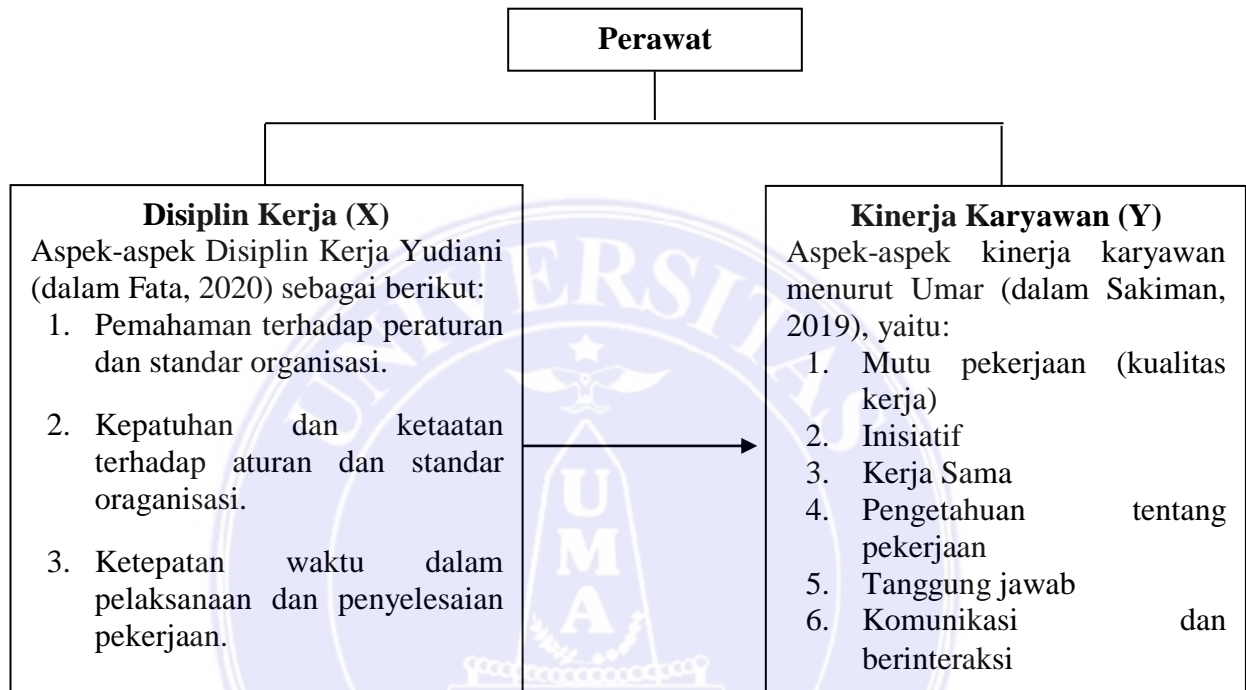 Perawat
Disiplin Kerja (X)
Aspek-aspek Disiplin Kerja Yudiani
(dalam Fata, 2020) sebagai berikut:
1. Pemahaman terhadap peraturan
dan standar organisasi.
2. Kepatuhan dan ketaatan
terhadap aturan dan standar
oraganisasi.
3. Ketepatan waktu dalam
pelaksanaan dan penyelesaian
pekerjaan.
Kinerja Karyawan (Y)
Aspek-aspek kinerja karyawan
menurut Umar (dalam Sakiman,
2019), yaitu:
1. Mutu pekerjaan (kualitas
kerja)
2. Inisiatif
3. Kerja Sama
4. Pengetahuan tentang
pekerjaan
5. Tanggung jawab
6. Komunikasi dan
berinteraksi
UNIVERSITAS
UMA